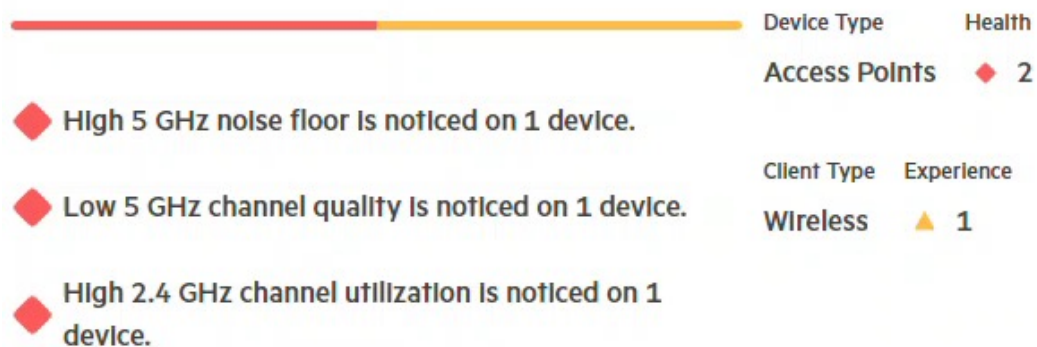 Device Type Health
Access Points 2
High 5 GHz noise floor is noticed on 1 device.
Client Type Experience
Low 5 GHz channel quality is noticed on 1 device.
Wireless 1
High 2.4 GHz channel utilization is noticed on 1
device.